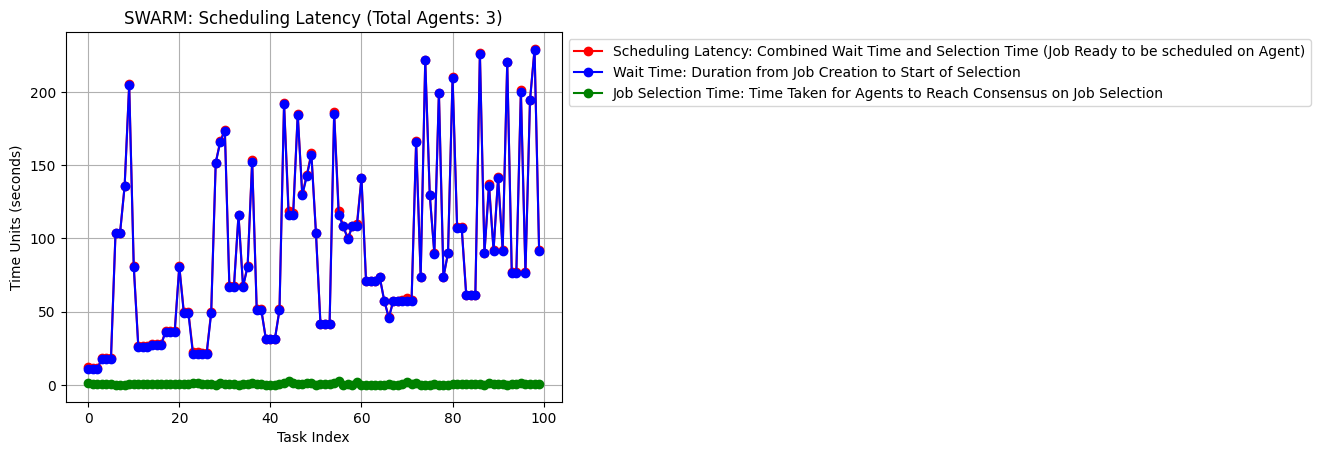 SWARM: Scheduling Latency (Total Agents: 3)
Scheduling Latency: Combined Wait Time and Selection Time (Job Ready to be scheduled on Agent)
Wait Time: Duration from Job Creation to Start of Selection
Job Selection Time: Time Taken for Agents to Reach Consensus on Job Selection
Time Units (seconds)
200
150
100
50
0
0 20 40 60 80 100
Task Index